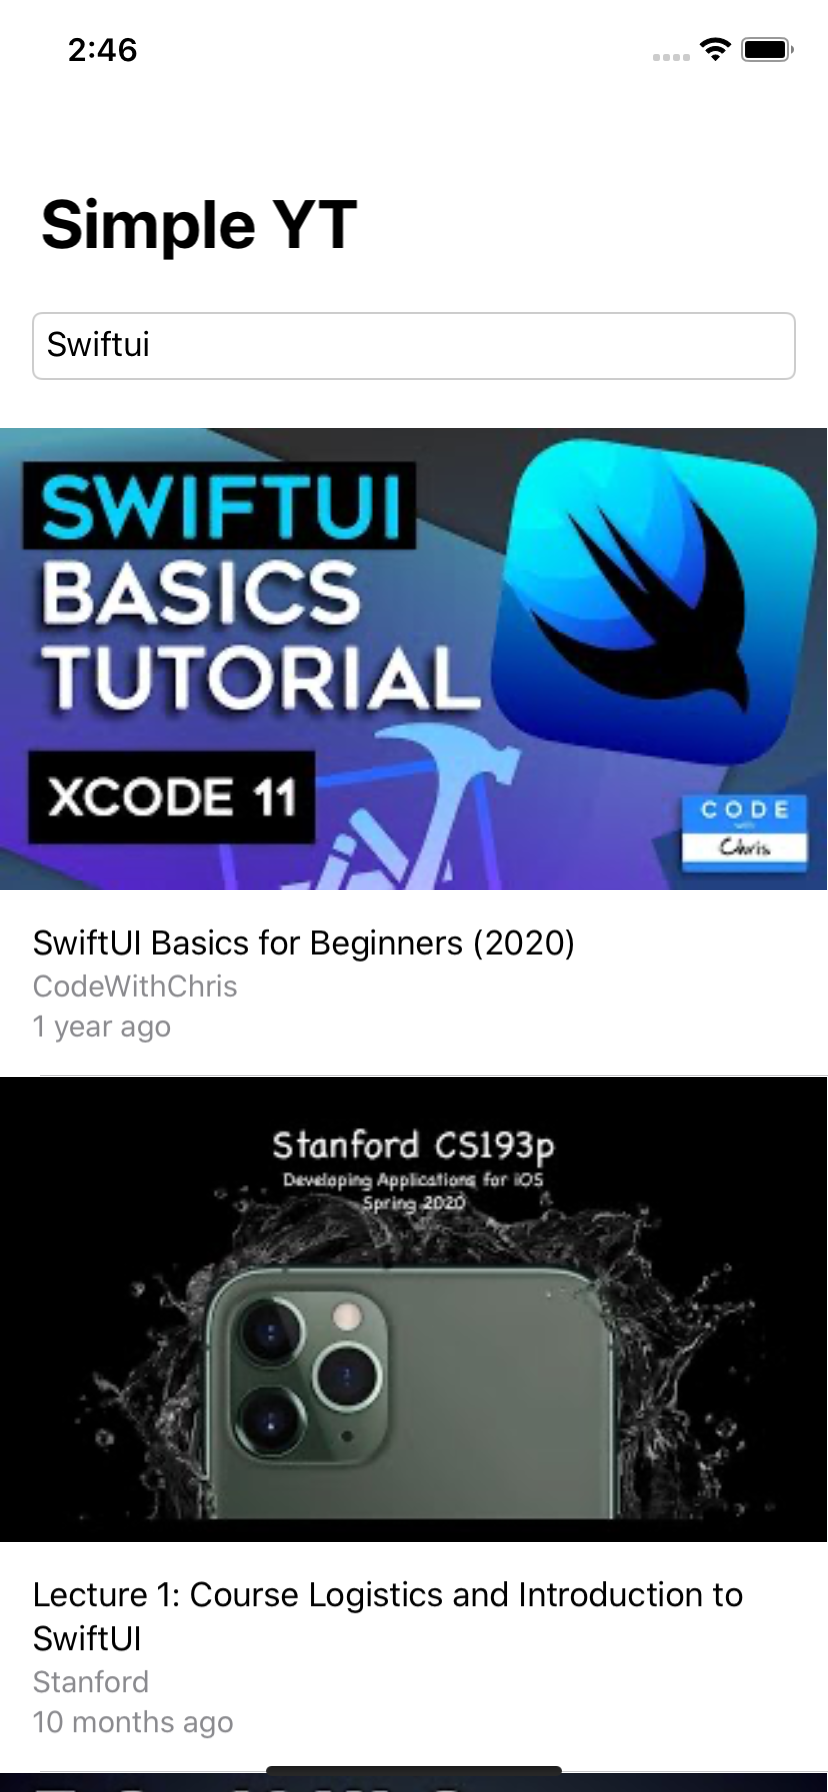 2:46
Simple YT
Swiftui
SWIFTUI
BASICS
TUTORIAL
XCODE 11
CODE
with
Chris
SwiftUI Basics for Beginners (2020)
CodeWithChris
1 year ago
Stanford CS193p
Developing Applications for iOS
Spring 2020
Lecture 1: Course Logistics and Introduction to
SwiftUI
Stanford
10 months ago